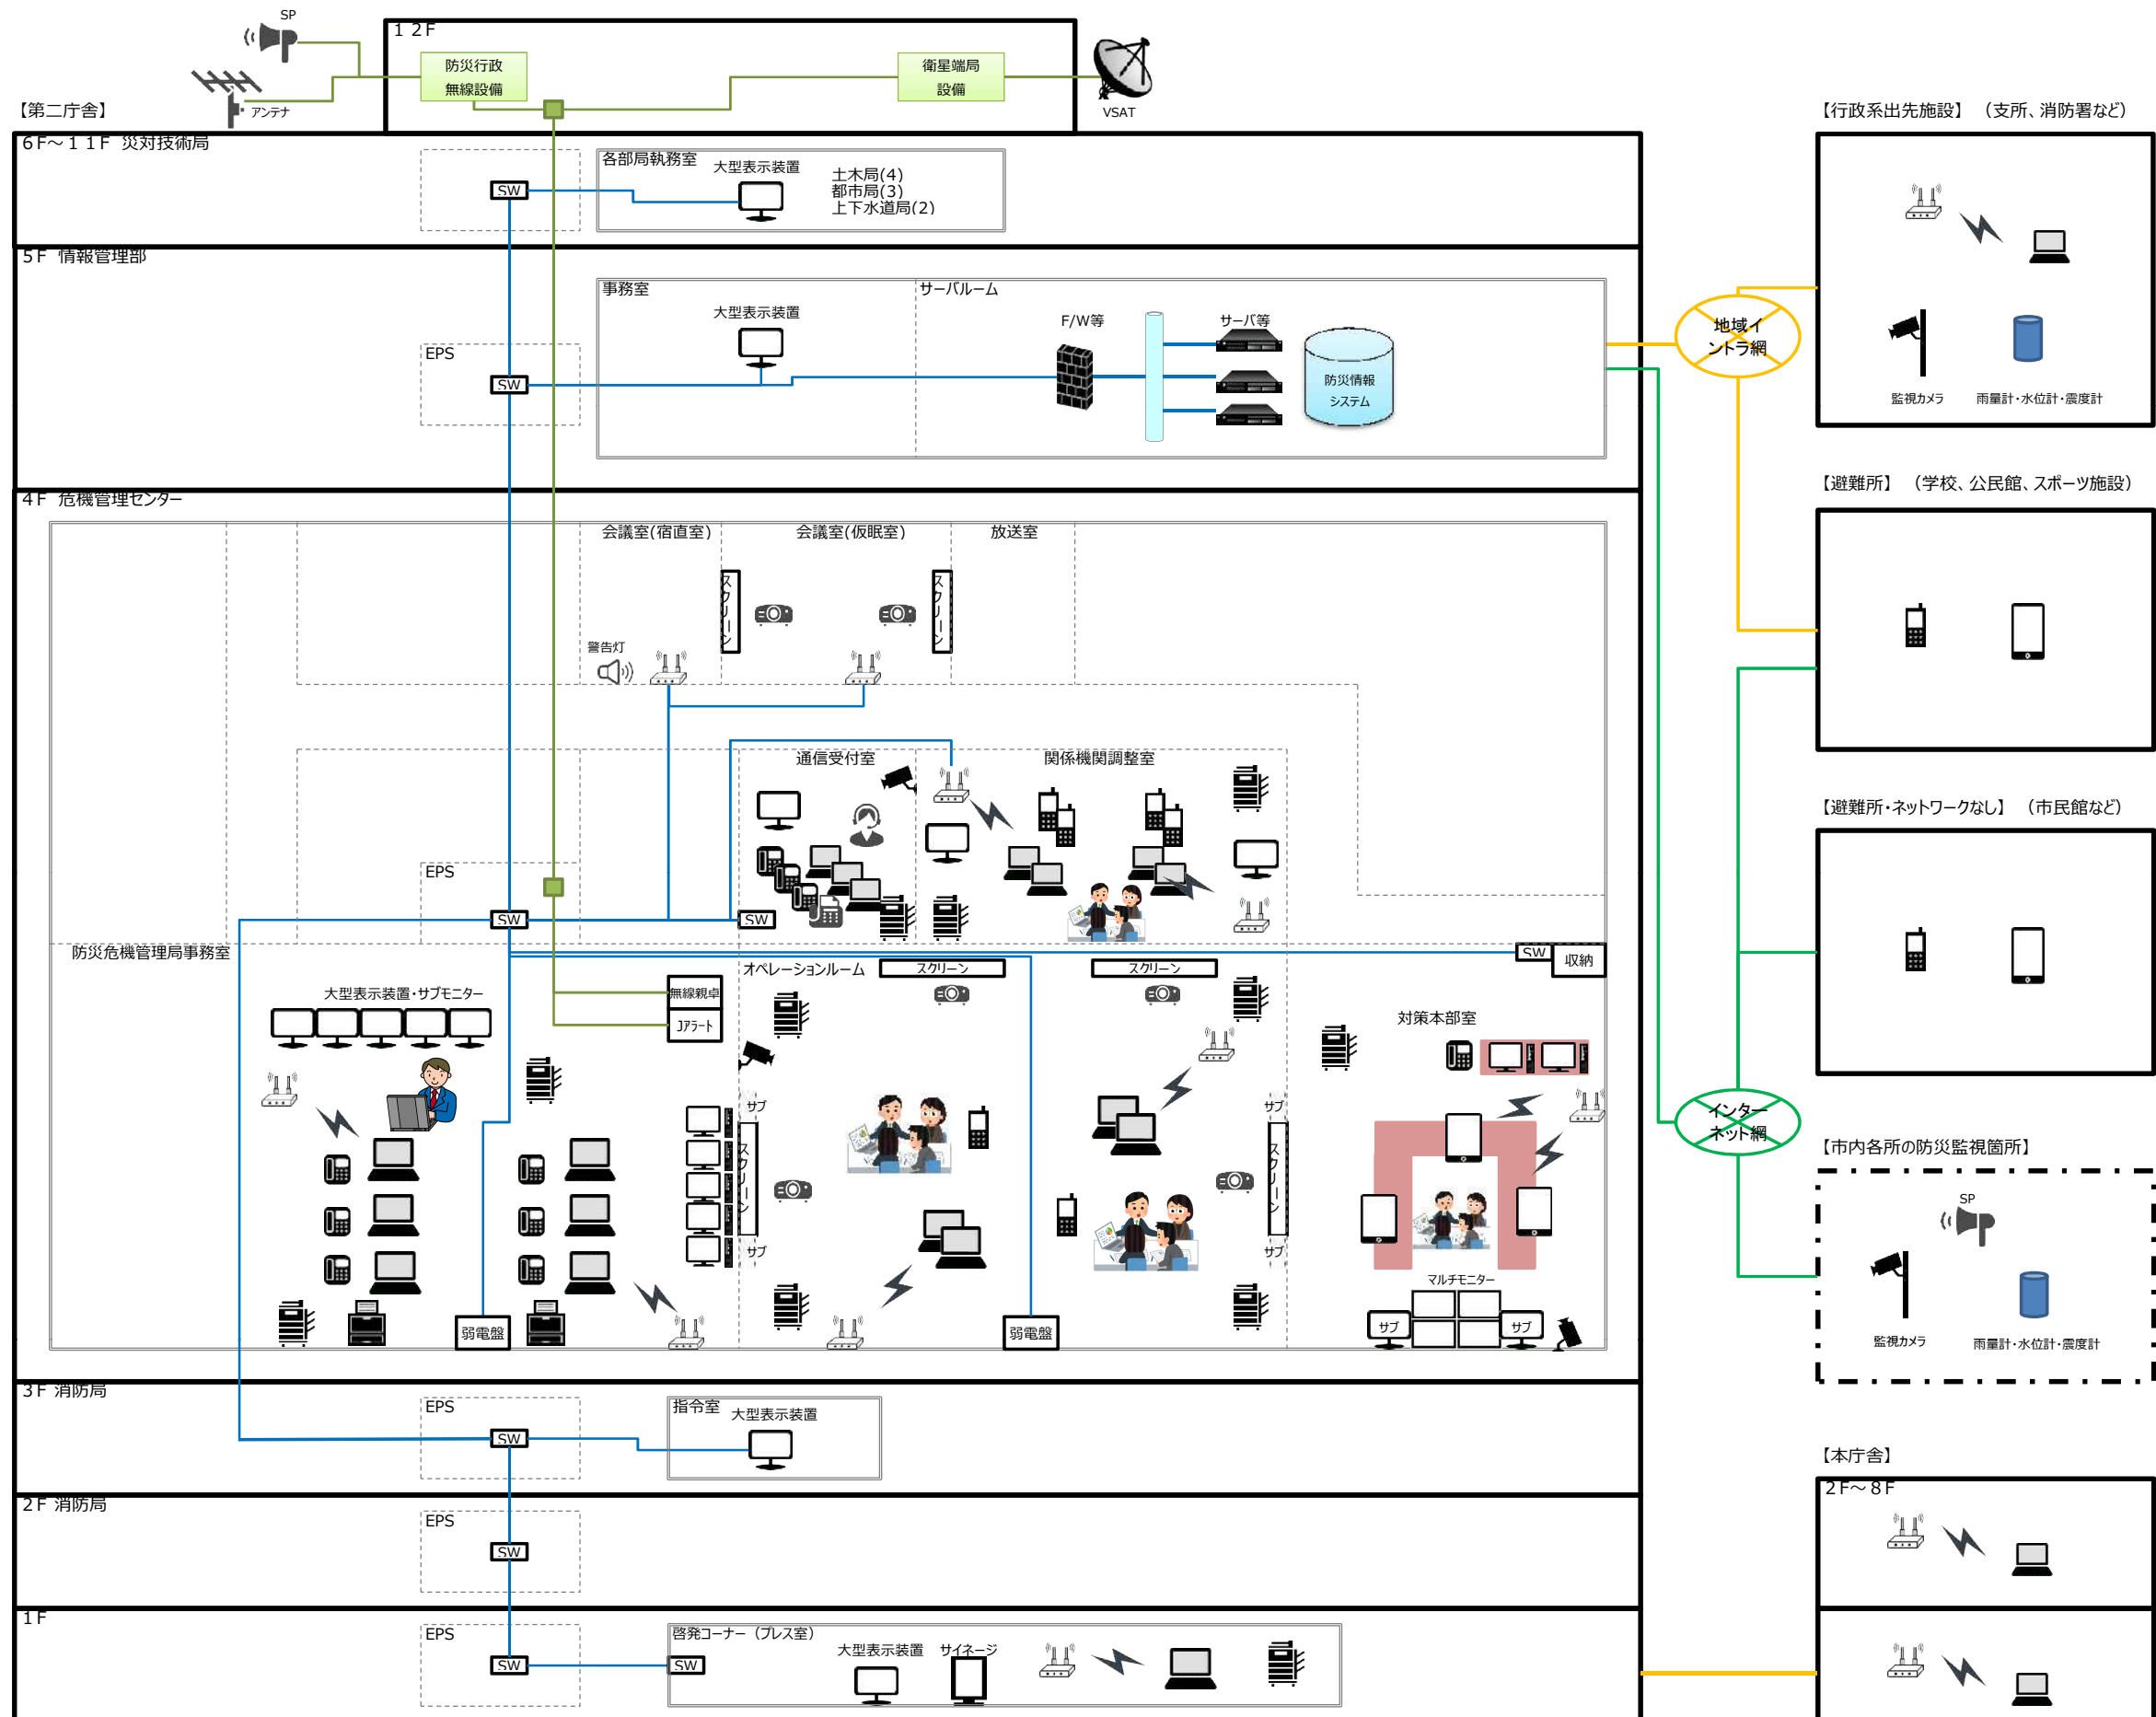 SP
アンテナ
【第二庁舎】
12F
防災行政
無線設備
衛星端局
設備
VSAT
6F～11F 災対技術局
SW
各部局執務室
大型表示装置
土木局(4)
都市局(3)
上下水道局(2)
5F 情報管理部
EPS
SW
事務室
大型表示装置
サーバルーム
F/W等
サーバ等
防災情報
システム
4F 危機管理センター
会議室(宿直室)
会議室(仮眠室)
放送室
スクリーン
スクリーン
警告灯
通信受付室
関係機関調整室
EPS
SW
SW
SW
収納
防災危機管理局事務室
大型表示装置・サブモニター
無線親卓
Jアラート
オペレーションルーム
スクリーン
スクリーン
対策本部室
サブ
スクリーン
サブ
サブ
スクリーン
サブ
マルチモニター
サブ
サブ
弱電盤
弱電盤
3F 消防局
EPS
SW
指令室
大型表示装置
2F 消防局
EPS
SW
1F
EPS
SW
啓発コーナー（プレス室）
SW
大型表示装置
サイネージ
地域イ
ントラ網
インター
ネット網
【行政系出先施設】　（支所、消防署など）
監視カメラ
雨量計・水位計・震度計
【避難所】　（学校、公民館、スポーツ施設）
【避難所・ネットワークなし】　（市民館など）
【市内各所の防災監視箇所】
SP
監視カメラ
雨量計・水位計・震度計
【本庁舎】
2F～8F